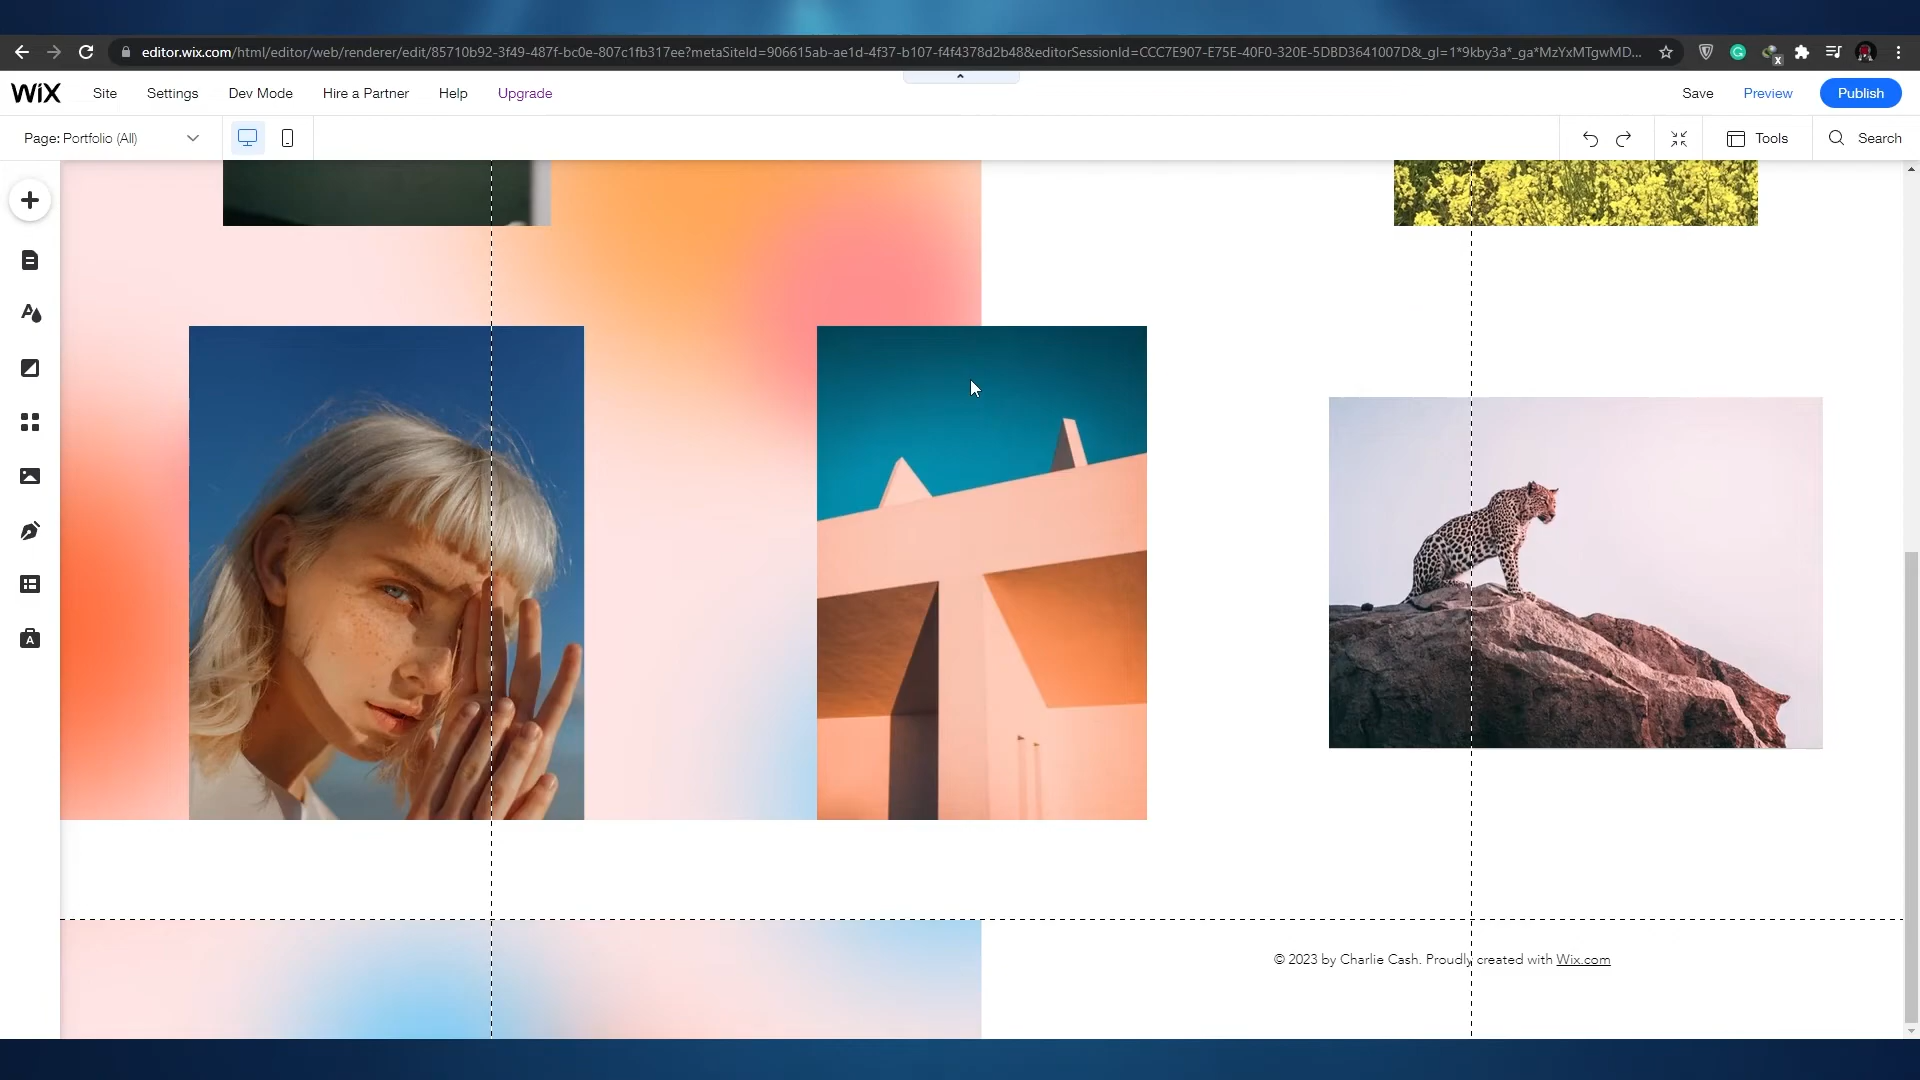 editor.wix.com/html/editor/web/renderer/edit/85710b92-3f49-487f-bc0e-807c1fb317ee?metaSiteId=906615ab-ae1d-4f37-b107-f4f4378d2b48&editorSessionId=CCC7E907-E75E-40F0-320E-5DBD3641007D&_gl=1*9kby3a*_ga*MzYxMTgwMD...
WiX Site Settings Dev Mode Hire a Partner Help Upgrade Save Preview Publish
Page: Portfolio (All) Tools Search
© 2023 by Charlie Cash. Proudly created with Wix.com